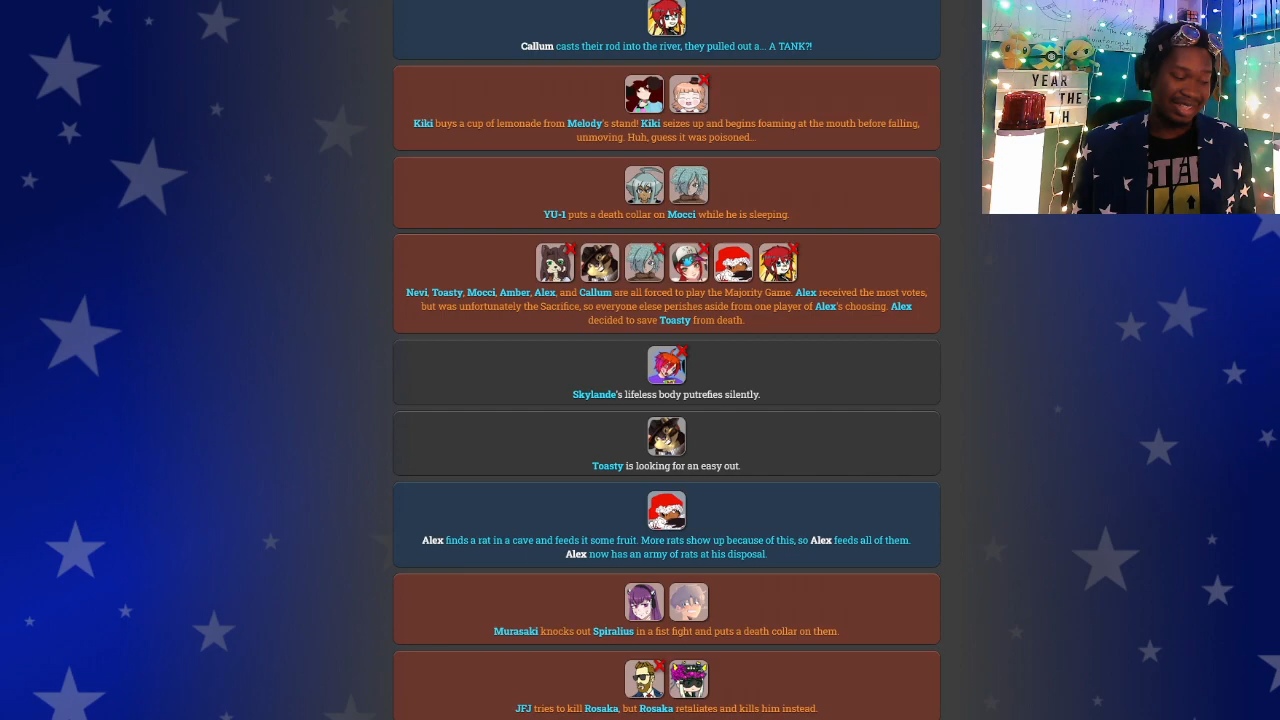 Callum casts their rod into the river, they pulled out a... A TANK?!
YEAR
THE
T H
STEF
Kiki buys a cup of lemonade from Melody's stand! Kiki seizes up and begins foaming at the mouth before falling,
unmoving. Huh, guess it was poisoned...
YU-1 puts a death collar on Mocci while he is sleeping.
Nevi, Toasty, Mocci, Amber, Alex, and Callum are all forced to play the Majority Game. Alex received the most votes,
but was unfortunately the Sacrifice, so everyone elese perishes aside from one player of Alex's choosing. Alex
decided to save Toasty from death.
Skylande's lifeless body putrefies silently.
Toasty is looking for an easy out.
Alex finds a rat in a cave and feeds it some fruit. More rats show up because of this, so Alex feeds all of them.
Alex now has an army of rats at his disposal.
Murasaki knocks out Spiralius in a fist fight and puts a death collar on them.
JFJ tries to kill Rosaka, but Rosaka retaliates and kills him instead.